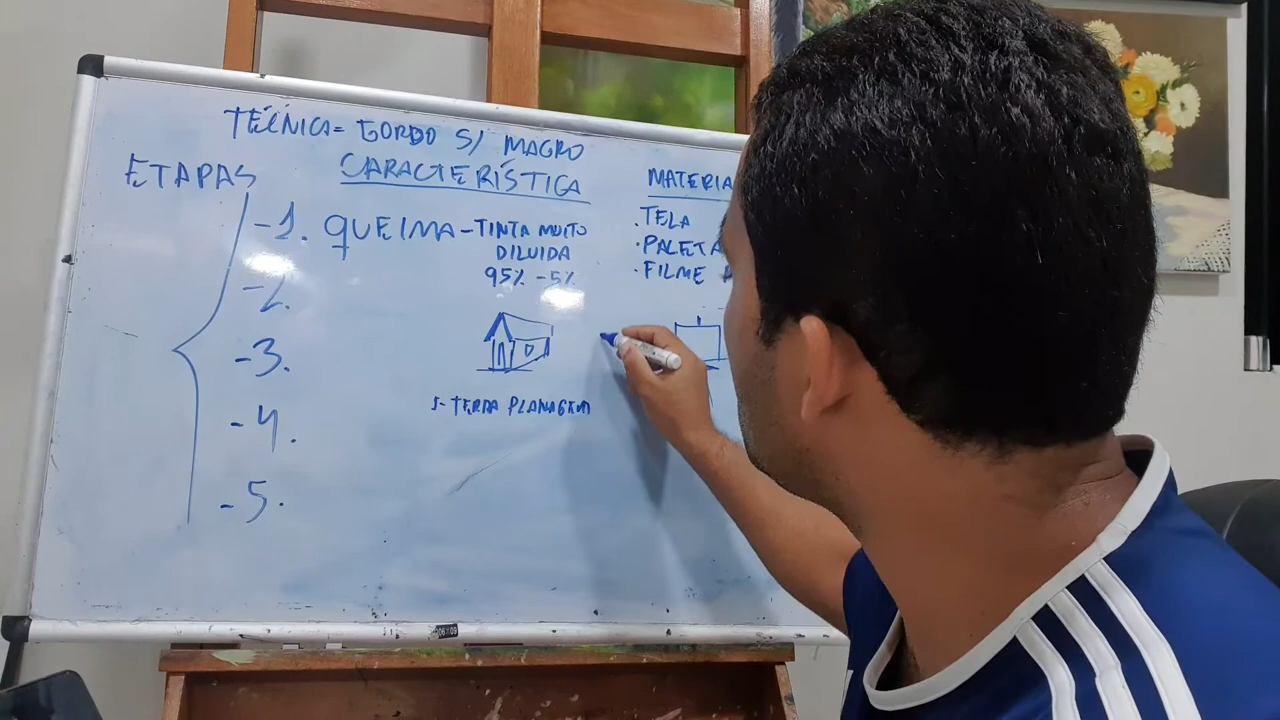 TÉCNICA = GORDO S/ MAGRO
ETAPAS
CARACTERÍSTICA
MATERIA
-1. QUEIMA - TINTA MUITO
DILUIDA
95% - 5%
-2.
-3.
-4.
-5.
. TELA
. PALETA
. FILME
1- TERRA PLANAGEM